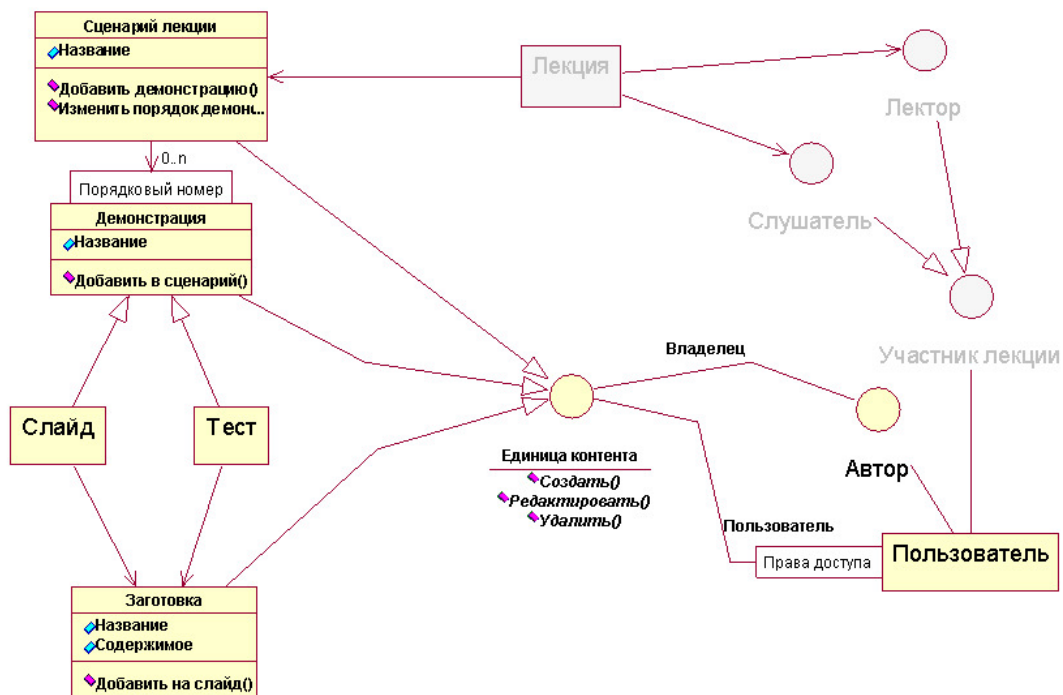 Сценарий лекции
Название
Добавить демонстрацию()
Изменить порядок демонс...
0..n
Порядковый номер
Демонстрация
Название
Добавить в сценарий()
Слайд
Тест
Заготовка
Название
Содержимое
Добавить на слайд()
Лекция
Лектор
Слушатель
Участник лекции
Владелец
Единица контента
Создать()
Редактировать()
Удалить()
Автор
Пользователь
Права доступа
Пользователь